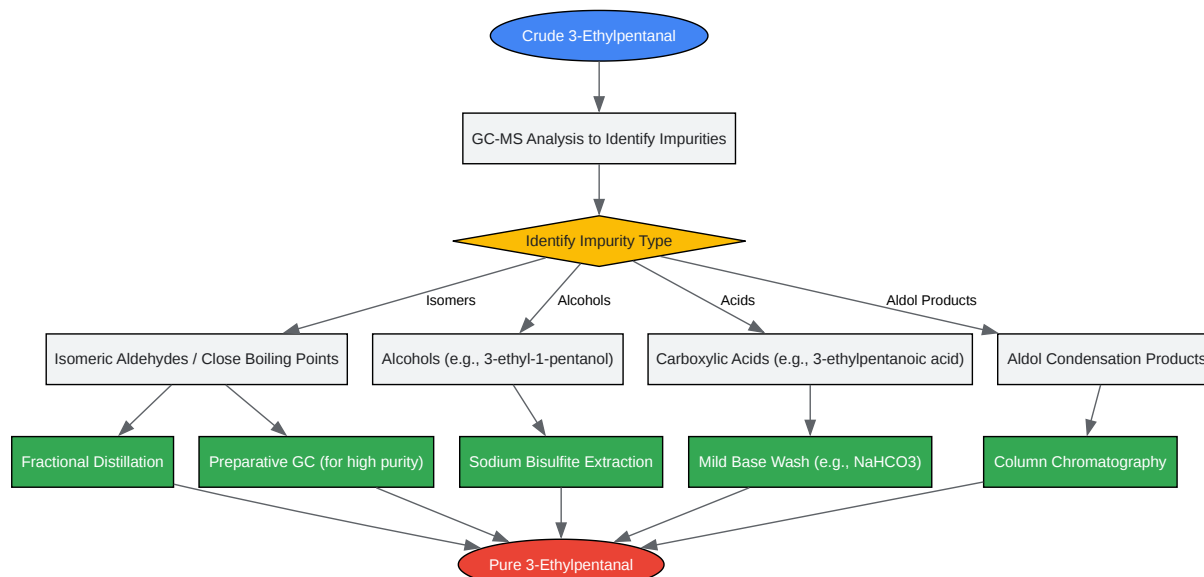 Crude 3-Ethylpentanal
GC-MS Analysis to Identify Impurities
Identify Impurity Type
Isomers
Alcohols
Acids
Aldol Products
Isomeric Aldehydes / Close Boiling Points
Alcohols (e.g., 3-ethyl-1-pentanol)
Carboxylic Acids (e.g., 3-ethylpentanoic acid)
Aldol Condensation Products
Fractional Distillation
Preparative GC (for high purity)
Sodium Bisulfite Extraction
Mild Base Wash (e.g., NaHCO3)
Column Chromatography
Pure 3-Ethylpentanal